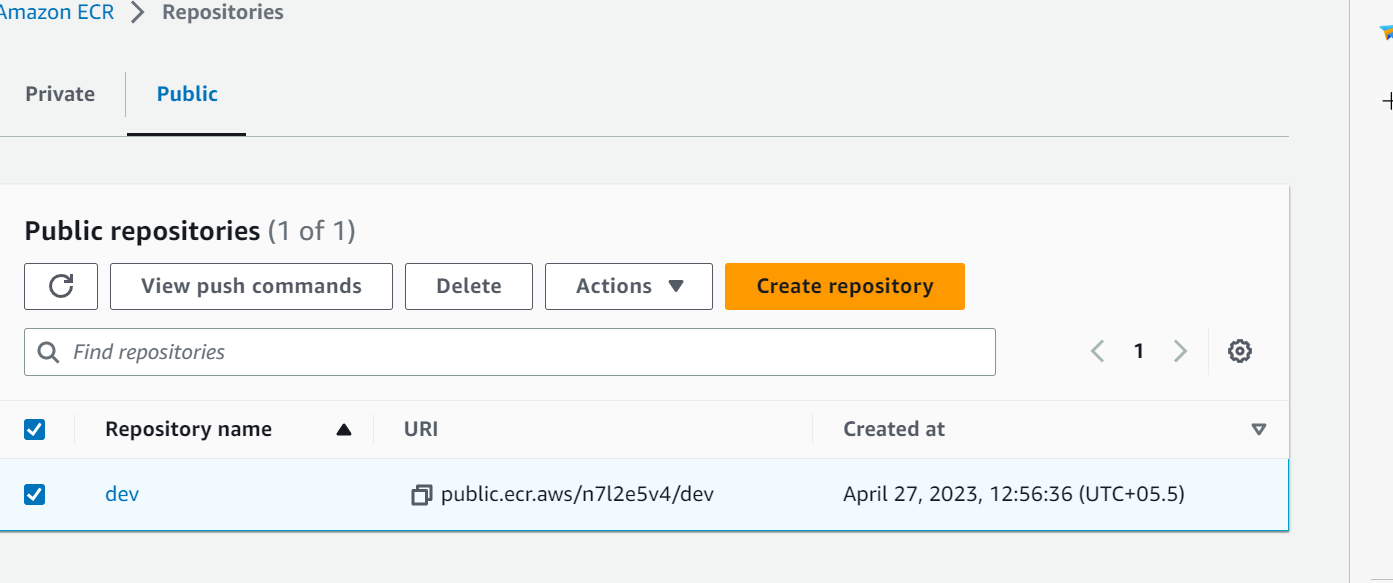 Amazon ECR > Repositories
Private Public
Public repositories (1 of 1)
View push commands Delete Actions Create repository
Find repositories 1
Repository name URI Created at
dev public.ecr.aws/n7l2e5v4/dev April 27, 2023, 12:56:36 (UTC+05.5)